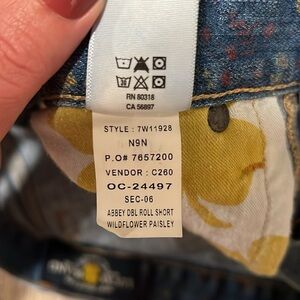 RN 80318
CA 56897
STYLE : 7W11928
N9N
P.O# 7657200
VENDOR : C260
OC-24497
SEC-06
ABBEY DBL ROLL SHORT
WILDFLOWER PAISLEY